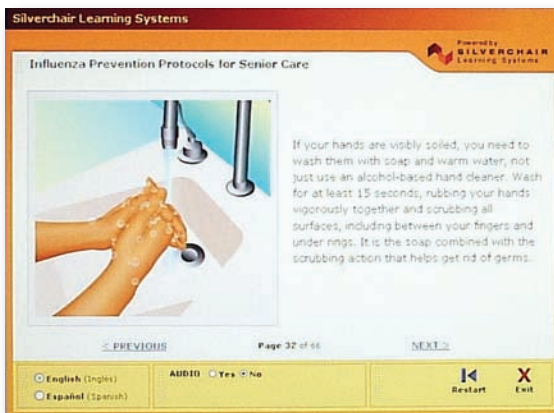 Silverchair Learning Systems
Powered by
SILVERCHAIR
Learning Systems
Influenza Prevention Protocols for Senior Care
If your hands are visibly soiled, you need to
wash them with soap and warm water, not
just use an alcohol-based hand cleaner. Wash
for at least 15 seconds, rubbing your hands
vigorously together and scrubbing all
surfaces, including between your fingers and
under rings. It is the soap combined with the
scrubbing action that helps get rid of germs.
< PREVIOUS Page 32 of 66 NEXT >
English (Inglés) AUDIO Yes No
Español (Spanish)
Restart Exit